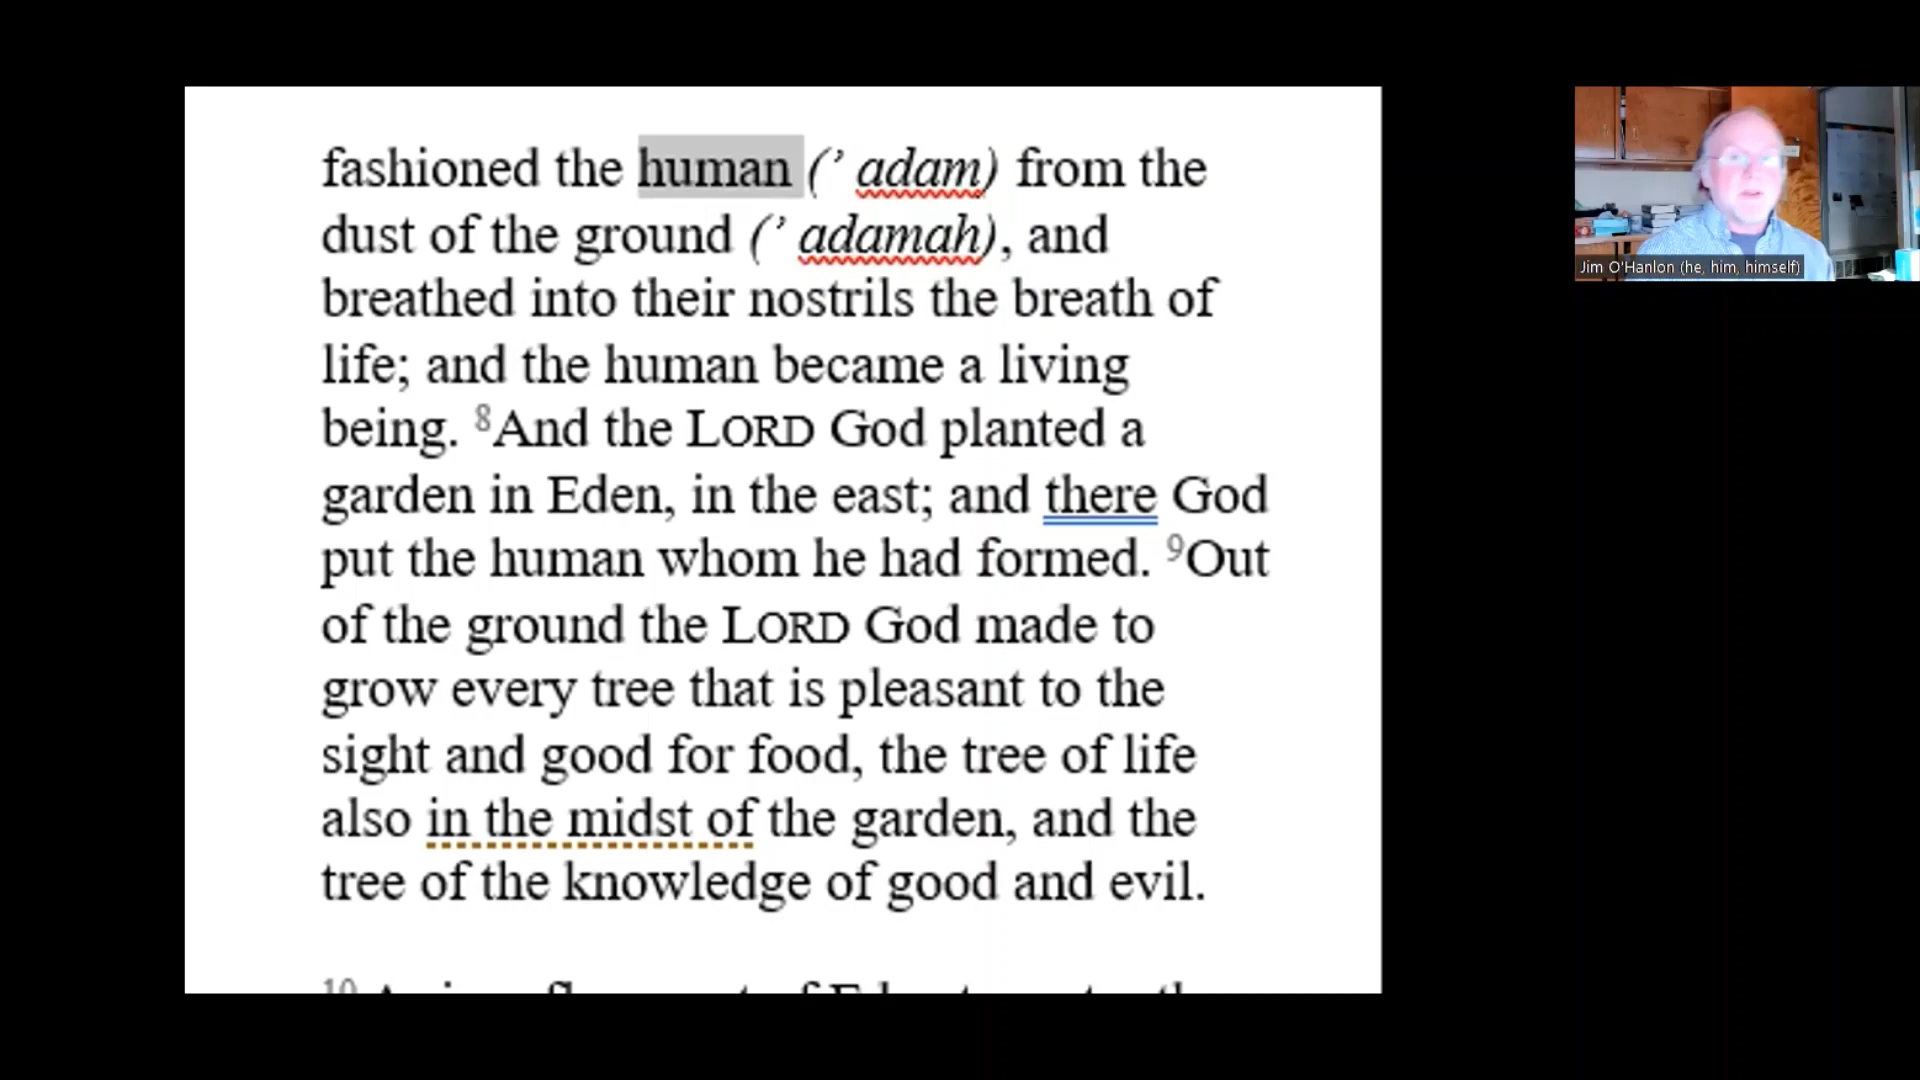 fashioned the human (’ adam) from the
dust of the ground (’ adamah), and
breathed into their nostrils the breath of
life; and the human became a living
being. ⁸And the LORD God planted a
garden in Eden, in the east; and there God
put the human whom he had formed. ⁹Out
of the ground the LORD God made to
grow every tree that is pleasant to the
sight and good for food, the tree of life
also in the midst of the garden, and the
tree of the knowledge of good and evil.
10
Jim O'Hanlon (he, him, himself)